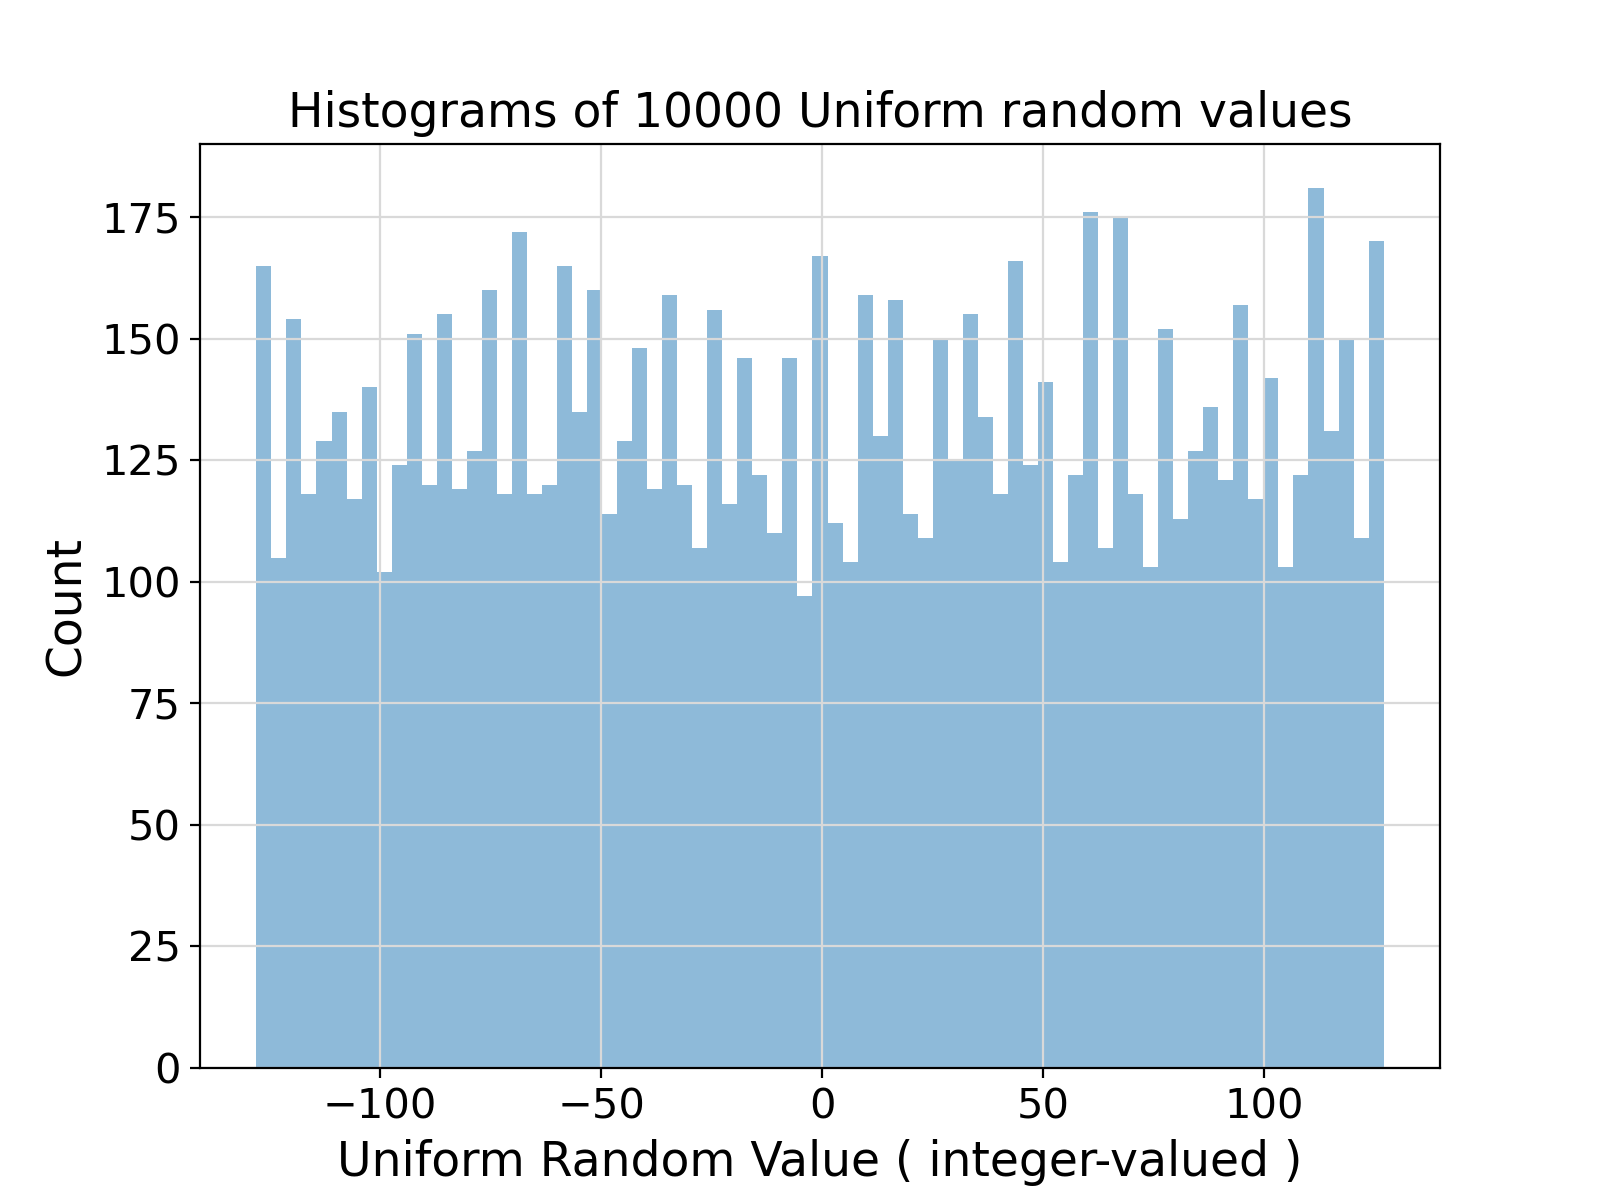 Histograms of 10000 Uniform random values
175
150
125
100
75
50
25
0
Count
−100 −50 0 50 100
Uniform Random Value ( integer-valued )